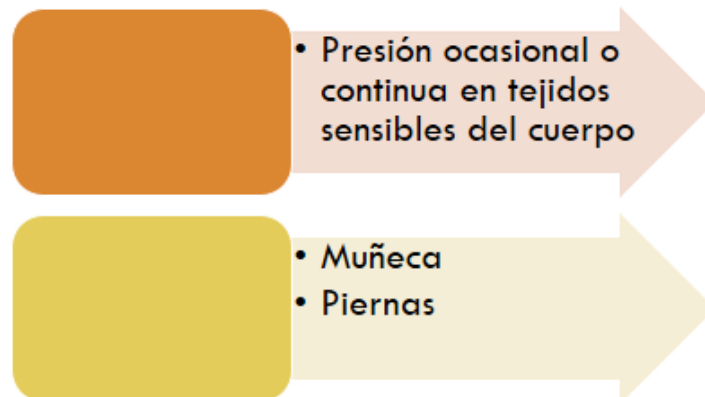 • Presión ocasional o
continua en tejidos
sensibles del cuerpo
• Muñeca
• Piernas